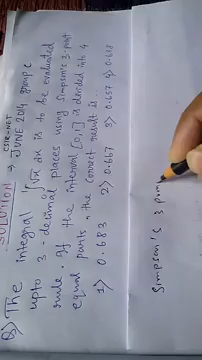 SOLUTION → CSIR-NET JUNE 2014 group C
Q) The integral ∫√x dx is to be evaluated
upto 3-decimal places using Simpson's 3-point
rule. If the interval [0,1] is divided into 4
equal parts, the correct result is..
1) 0.683 2) 0.667 3) 0.657 4) 0.638
Simpson's 3 poin